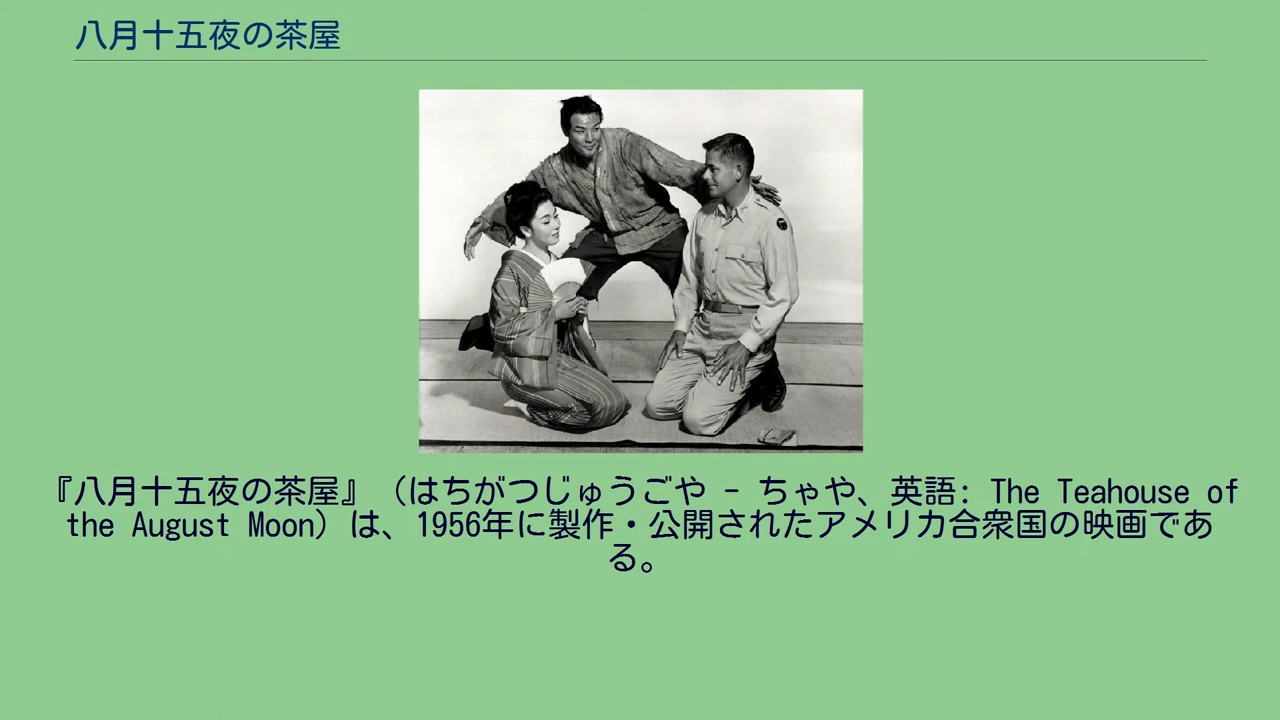 八月十五夜の茶屋
『八月十五夜の茶屋』（はちがつじゅうごや - ちゃや、英語: The Teahouse of
the August Moon）は、1956年に製作・公開されたアメリカ合衆国の映画であ
る。